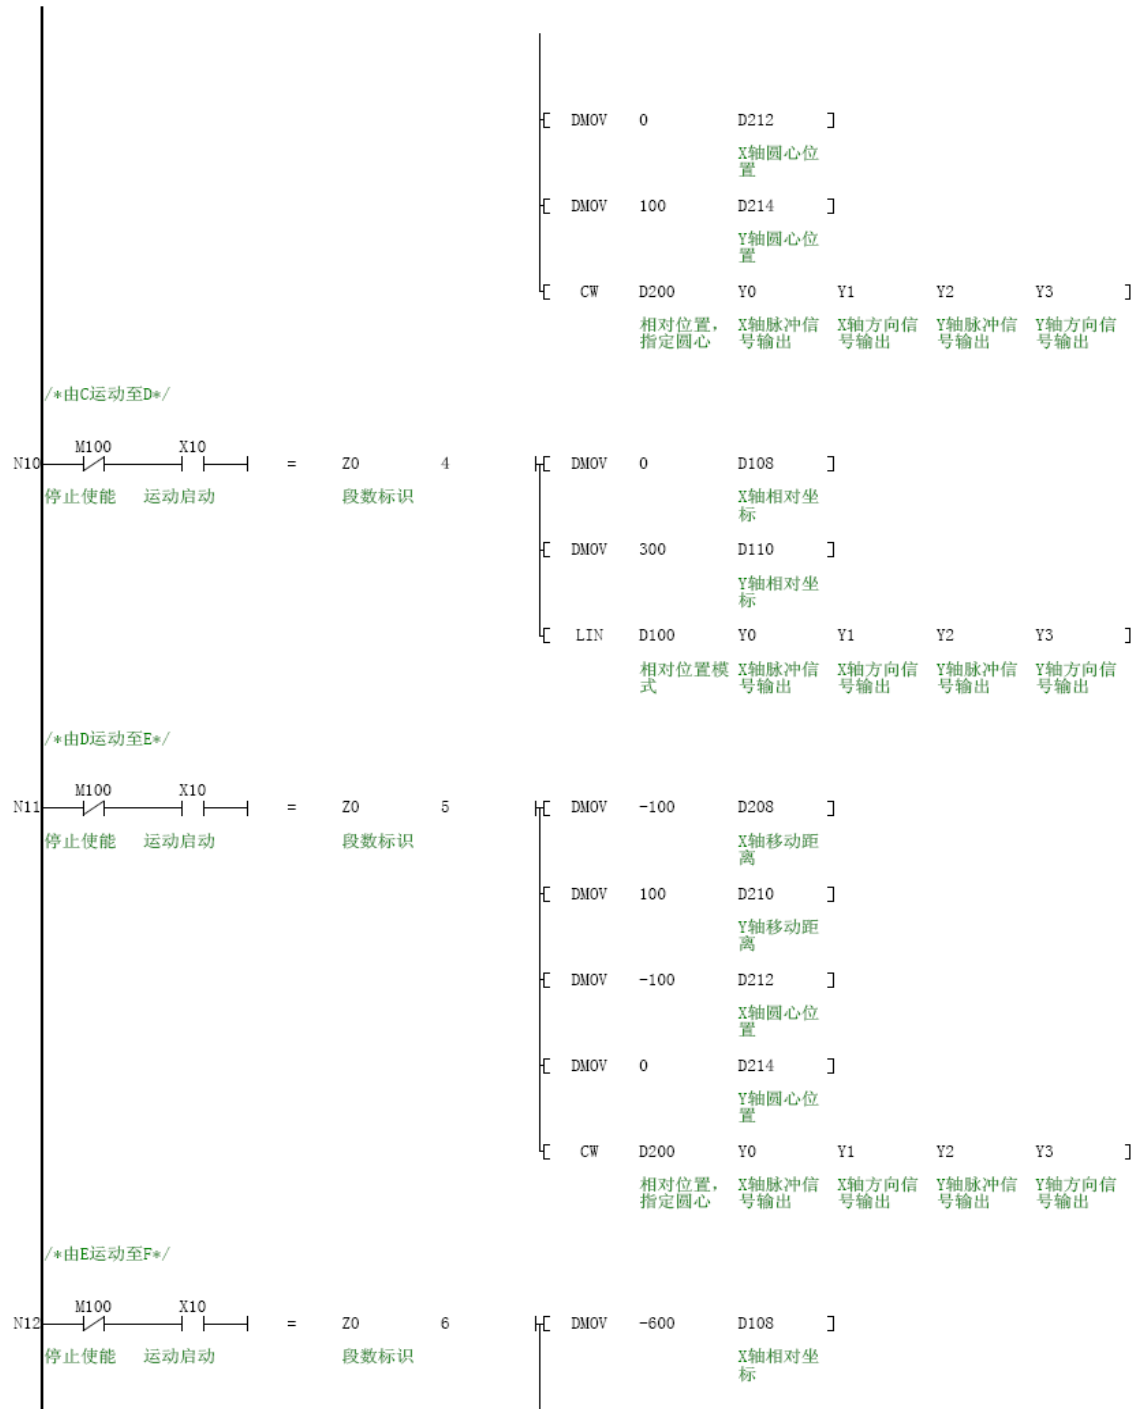 DMOV 0 D212
X轴圆心位
置
DMOV 100 D214
Y轴圆心位
置
CW D200 Y0 Y1 Y2 Y3
相对位置， X轴脉冲信 X轴方向信 Y轴脉冲信 Y轴方向信
指定圆心 号输出 号输出 号输出 号输出
/*由C运动至D*/
M100 X10
N10 = Z0 4 DMOV 0 D108
停止使能 运动启动 段数标识 X轴相对坐
标
DMOV 300 D110
Y轴相对坐
标
LIN D100 Y0 Y1 Y2 Y3
相对位置模 X轴脉冲信 X轴方向信 Y轴脉冲信 Y轴方向信
式 号输出 号输出 号输出 号输出
/*由D运动至E*/
M100 X10
N11 = Z0 5 DMOV -100 D208
停止使能 运动启动 段数标识 X轴移动距
离
DMOV 100 D210
Y轴移动距
离
DMOV -100 D212
X轴圆心位
置
DMOV 0 D214
Y轴圆心位
置
CW D200 Y0 Y1 Y2 Y3
相对位置， X轴脉冲信 X轴方向信 Y轴脉冲信 Y轴方向信
指定圆心 号输出 号输出 号输出 号输出
/*由E运动至F*/
M100 X10
N12 = Z0 6 DMOV -600 D108
停止使能 运动启动 段数标识 X轴相对坐
标